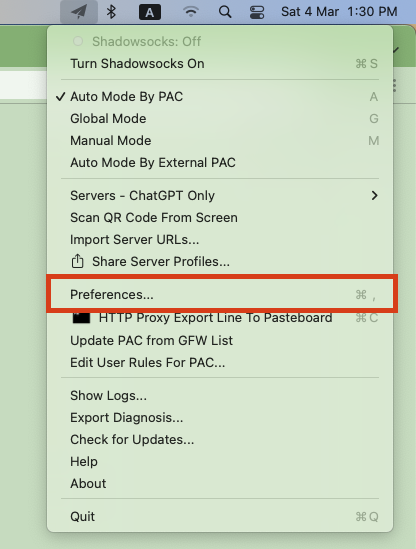 A Sat 4 Mar 1:30 PM
Shadowsocks: Off
Turn Shadowsocks On ⌘S
✓ Auto Mode By PAC A
Global Mode G
Manual Mode M
Auto Mode By External PAC
Servers - ChatGPT Only >
Scan QR Code From Screen
Import Server URLs...
Share Server Profiles...
Preferences... ⌘,
HTTP Proxy Export Line To Pasteboard ⌘C
Update PAC from GFW List
Edit User Rules For PAC...
Show Logs...
Export Diagnosis...
Check for Updates...
Help
About
Quit ⌘Q